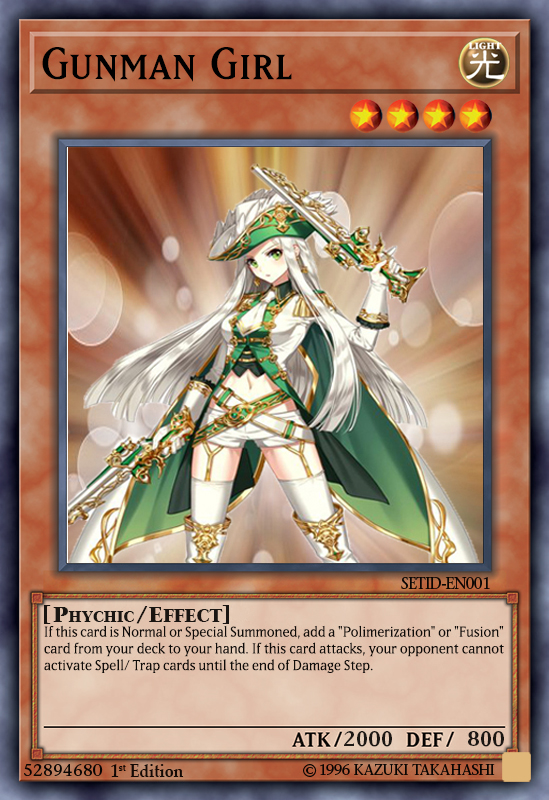 Gunman Girl
LIGHT
光
SETID-EN001
[Phychic/Effect]
If this card is Normal or Special Summoned, add a "Polimerization" or "Fusion"
card from your deck to your hand. If this card attacks, your opponent cannot
activate Spell/ Trap cards until the end of Damage Step.
ATK/2000 DEF/ 800
52894680 1st Edition © 1996 KAZUKI TAKAHASHI